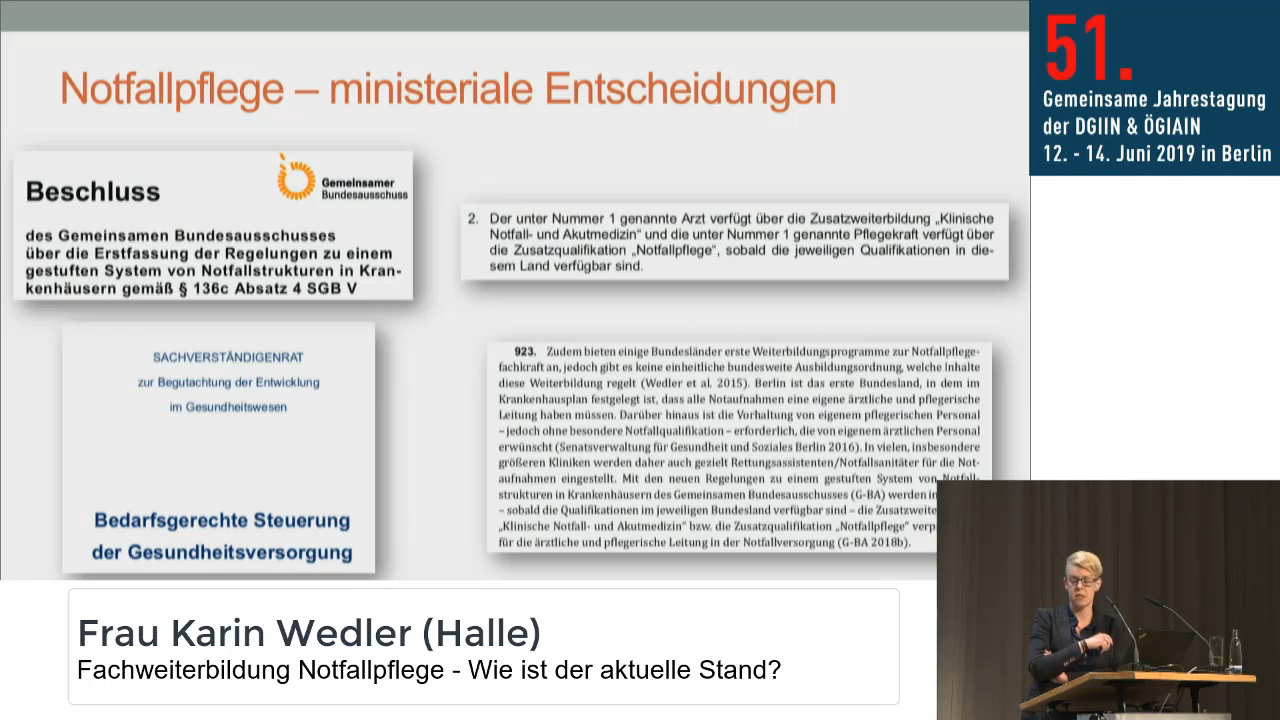 Notfallpflege – ministeriale Entscheidungen
Beschluss
Gemeinsamer
Bundesausschuss
des Gemeinsamen Bundesausschusses
über die Erstfassung der Regelungen zu einem
gestuften System von Notfallstrukturen in Kran-
kenhäusern gemäß § 136c Absatz 4 SGB V
2. Der unter Nummer 1 genannte Arzt verfügt über die Zusatzweiterbildung „Klinische
Notfall- und Akutmedizin“ und die unter Nummer 1 genannte Pflegekraft verfügt über
die Zusatzqualifikation „Notfallpflege“, sobald die jeweiligen Qualifikationen in die-
sem Land verfügbar sind.
SACHVERSTÄNDIGENRAT
zur Begutachtung der Entwicklung
im Gesundheitswesen
Bedarfsgerechte Steuerung
der Gesundheitsversorgung
923. Zudem bieten einige Bundesländer erste Weiterbildungsprogramme zur Notfallpflege-
fachkraft an, jedoch gibt es keine einheitliche bundesweite Ausbildungsordnung, welche Inhalte
diese Weiterbildung regelt (Wedler et al. 2015). Berlin ist das erste Bundesland, in dem im
Krankenhausplan festgelegt ist, dass alle Notaufnahmen eine eigene ärztliche und pflegerische
Leitung haben müssen. Darüber hinaus ist die Vorhaltung von eigenem pflegerischen Personal
– jedoch ohne besondere Notfallqualifikation – erforderlich, die von eigenem ärztlichen Personal
erwünscht (Senatsverwaltung für Gesundheit und Soziales Berlin 2016). In vielen, insbesondere
größeren Kliniken werden daher auch gezielt Rettungsassistenten/Notfallsanitäter für die Not-
aufnahmen eingestellt. Mit den neuen Regelungen zu einem gestuften System von Notfall-
strukturen in Krankenhäusern des Gemeinsamen Bundesausschusses (G-BA) werden in
– sobald die Qualifikationen im jeweiligen Bundesland verfügbar sind – die Zusatzweite
„Klinische Notfall- und Akutmedizin“ bzw. die Zusatzqualifikation „Notfallpflege“ verp
für die ärztliche und pflegerische Leitung in der Notfallversorgung (G-BA 2018b).
51.
Gemeinsame Jahrestagung
der DGIIN & ÖGIAIN
12. - 14. Juni 2019 in Berlin
Frau Karin Wedler (Halle)
Fachweiterbildung Notfallpflege - Wie ist der aktuelle Stand?